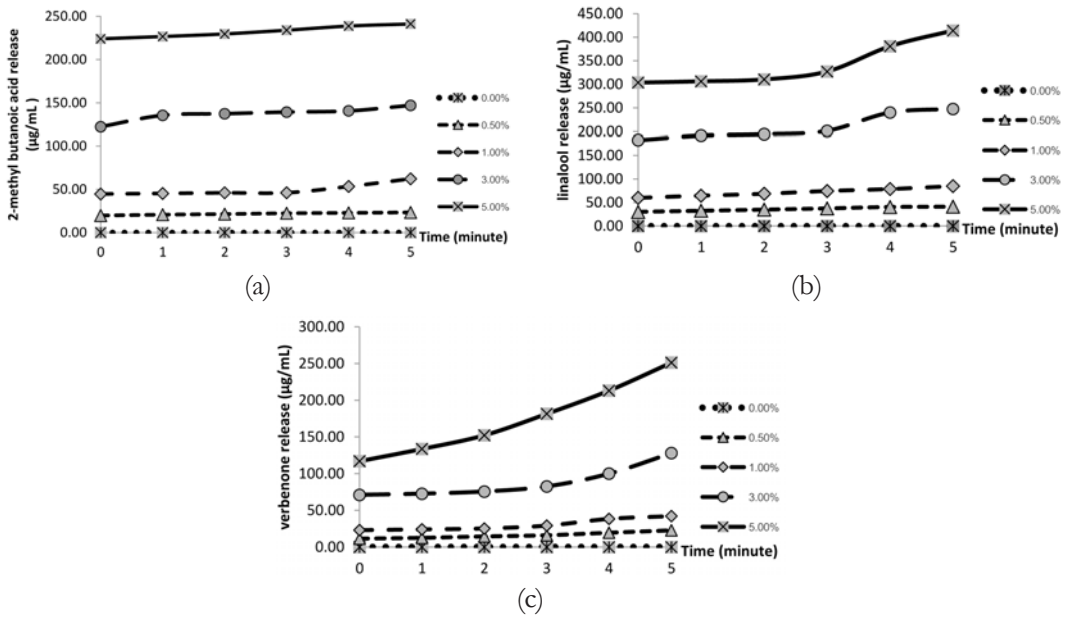 250.00
200.00
150.00
100.00
50.00
0.00
2-methyl butanoic acid release
(µg/mL )
0 1 2 3 4 5
Time (minute)
0.00%
0.50%
1.00%
3.00%
5.00%
(a)
450.00
400.00
350.00
300.00
250.00
200.00
150.00
100.00
50.00
0.00
linalool release (µg/mL)
0 1 2 3 4 5
Time (minute)
0.00%
0.50%
1.00%
3.00%
5.00%
(b)
300.00
250.00
200.00
150.00
100.00
50.00
0.00
verbenone release (µg/mL)
0 1 2 3 4 5
Time (minute)
0.00%
0.50%
1.00%
3.00%
5.00%
(c)